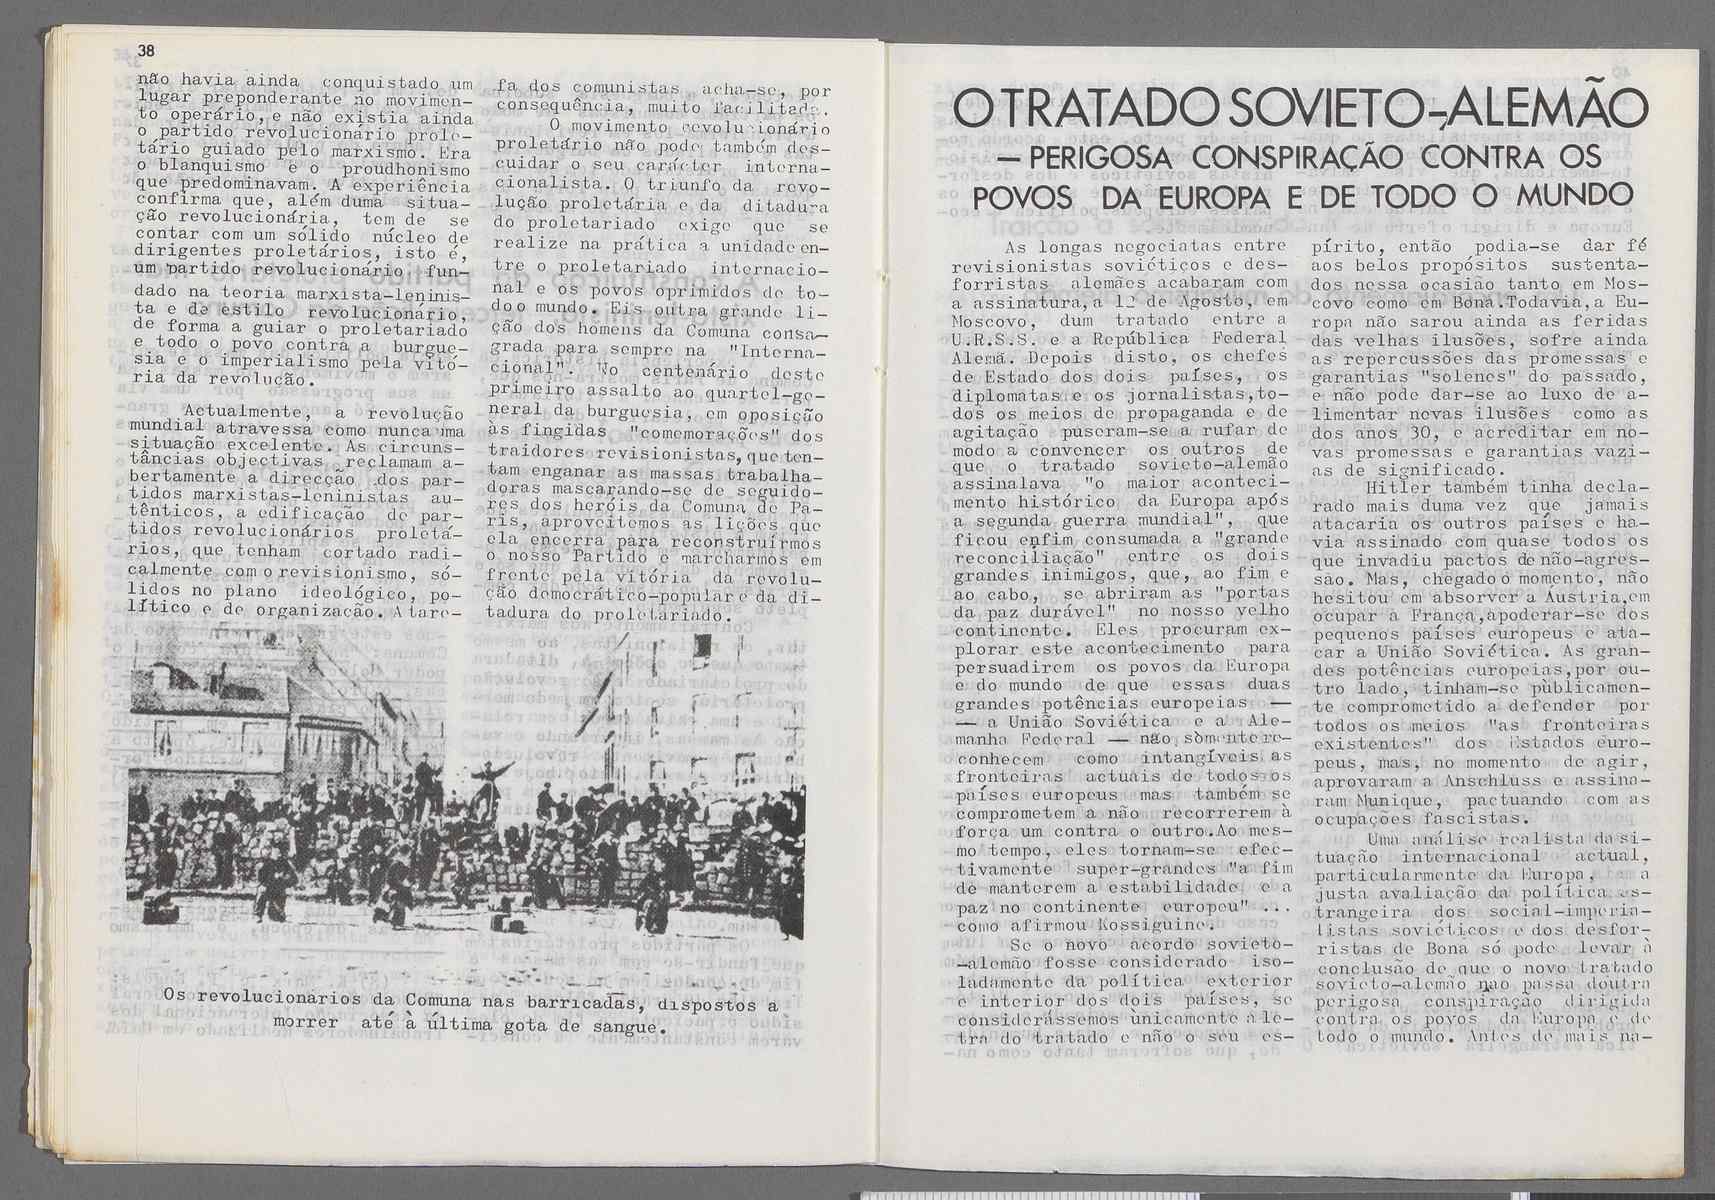 38
não havia ainda conquistado um
lugar preponderante no movimen-
to operário, e não existia ainda
o partido revolucionário prole-
tário guiado pelo marxismo. Era
o blanquismo e o proudhonismo
que predominavam. A experiência
confirma que, além duma situa-
ção revolucionária, tem de se
contar com um sólido núcleo de
dirigentes proletários, isto é,
um partido revolucionário, fun-
dado na teoria marxista-leninis-
ta e de estilo revolucionário,
de forma a guiar o proletariado
e todo o povo contra a burgue-
sia e o imperialismo pela vitó-
ria da revolução.
Actualmente, a revolução
mundial atravessa como nunca uma
situação excelente. As circuns-
tâncias objectivas reclamam a-
bertamente a direcção dos par-
tidos marxistas-leninistas au-
tênticos, a edificação de par-
tidos revolucionários proletá-
rios, que tenham cortado radi-
calmente com o revisionismo, só-
lidos no plano ideológico, po-
lítico e de organização. A tare-
fa dos comunistas acha-se, por
consequência, muito facilitada.
O movimento revolucionário
proletário não pode também des-
cuidar o seu carácter interna-
cionalista. O triunfo da revo-
lução proletária e da ditadura
do proletariado exige que se
realize na prática a unidade en-
tre o proletariado internacio-
nal e os povos oprimidos de to-
do o mundo. Eis outra grande li-
ção dos homens da Comuna consa-
grada para sempre na "Interna-
cional". No centenário deste
primeiro assalto ao quartel-ge-
neral da burguesia, em oposição
às fingidas "comemorações" dos
traidores revisionistas, que ten-
tam enganar as massas trabalha-
doras mascarando-se de seguido-
res dos heróis da Comuna de Pa-
ris, aproveitemos as lições que
ela encerra para reconstruírmos
o nosso Partido e marcharmos em
frente pela vitória da revolu-
ção democrático-popular e da di-
tadura do proletariado.
Os revolucionários da Comuna nas barricadas, dispostos a
morrer até à última gota de sangue.
O TRATADO SOVIETO-ALEMÃO
— PERIGOSA CONSPIRAÇÃO CONTRA OS
POVOS DA EUROPA E DE TODO O MUNDO
As longas negociatas entre
revisionistas soviéticos e des-
forristas alemães acabaram com
a assinatura, a 12 de Agosto, em
Moscovo, dum tratado entre a
U.R.S.S. e a República Federal
Alemã. Depois disto, os chefes
de Estado dos dois países, os
diplomatas e os jornalistas, to-
dos os meios de propaganda e de
agitação puseram-se a rufar de
modo a convencer os outros de
que o tratado sovieto-alemão
assinalava "o maior aconteci-
mento histórico da Europa após
a segunda guerra mundial", que
ficou enfim consumada a "grande
reconciliação" entre os dois
grandes inimigos, que, ao fim e
ao cabo, se abriram as "portas
da paz durável" no nosso velho
continente. Eles procuram ex-
plorar este acontecimento para
persuadirem os povos da Europa
e do mundo de que essas duas
grandes potências europeias —
— a União Soviética e a Ale-
manha Federal — não sòmente re-
conhecem como intangíveis as
fronteiras actuais de todos os
países europeus mas também se
comprometem a não recorrerem à
força um contra o outro. Ao mes-
mo tempo, eles tornam-se efec-
tivamente super-grandes "a fim
de manterem a estabilidade e a
paz no continente europeu" ...
como afirmou Kossiguine.
Se o novo acordo sovieto-
-alemão fosse considerado iso-
ladamente da política exterior
e interior dos dois países, se
considerássemos ùnicamente a le-
tra do tratado e não o seu es-
pírito, então podia-se dar fé
aos belos propósitos sustenta-
dos nessa ocasião tanto em Mos-
covo como em Bona. Todavia, a Eu-
ropa não sarou ainda as feridas
das velhas ilusões, sofre ainda
as repercussões das promessas e
garantias "solenes" do passado,
e não pode dar-se ao luxo de a-
limentar novas ilusões como as
dos anos 30, e acreditar em no-
vas promessas e garantias vazi-
as de significado.
Hitler também tinha decla-
rado mais duma vez que jamais
atacaria os outros países e ha-
via assinado com quase todos os
que invadiu pactos de não-agres-
são. Mas, chegado o momento, não
hesitou em absorver a Áustria, em
ocupar a França, apoderar-se dos
pequenos países europeus e ata-
car a União Soviética. As gran-
des potências europeias, por ou-
tro lado, tinham-se pùblicamen-
te comprometido a defender por
todos os meios "as fronteiras
existentes" dos Estados euro-
peus, mas, no momento de agir,
aprovaram a Anschluss e assina-
ram Munique, pactuando com as
ocupações fascistas.
Uma análise realista da si-
tuação internacional actual,
particularmente da Europa, a
justa avaliação da política es-
trangeira dos social-imperia-
listas soviéticos e dos desfor-
ristas de Bona só pode levar à
conclusão de que o novo tratado
sovieto-alemão não passa doutra
perigosa conspiração dirigida
contra os povos da Europa e de
todo o mundo. Antes de mais na-